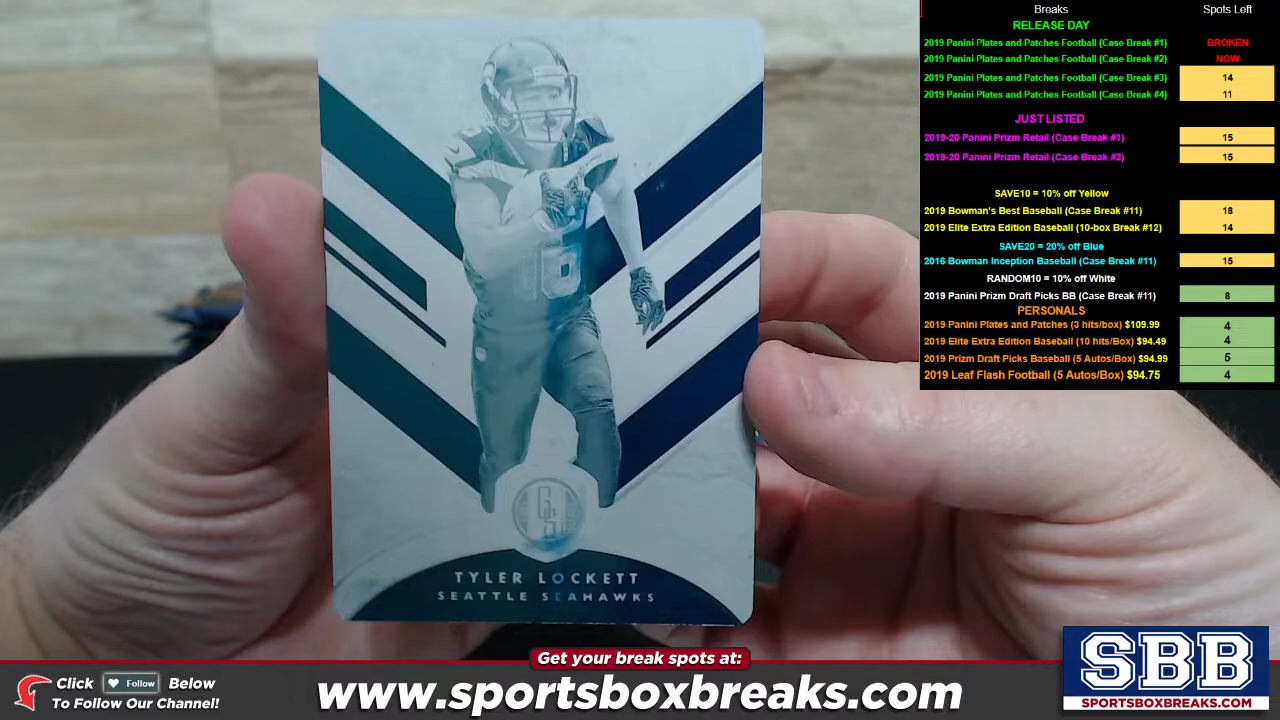 Breaks Spots Left
RELEASE DAY
2019 Panini Plates and Patches Football (Case Break #1) BROKEN
2019 Panini Plates and Patches Football (Case Break #2) NOW
2019 Panini Plates and Patches Football (Case Break #3) 14
2019 Panini Plates and Patches Football (Case Break #4) 11
JUST LISTED
2019-20 Panini Prizm Retail (Case Break #1) 15
2019-20 Panini Prizm Retail (Case Break #2) 15
SAVE10 = 10% off Yellow
2019 Bowman's Best Baseball (Case Break #11) 18
2019 Elite Extra Edition Baseball (10-box Break #12) 14
SAVE20 = 20% off Blue
2016 Bowman Inception Baseball (Case Break #11) 15
RANDOM10 = 10% off White
2019 Panini Prizm Draft Picks BB (Case Break #11) 8
PERSONALS
2019 Panini Plates and Patches (3 hits/box) $109.99 4
2019 Elite Extra Edition Baseball (10 hits/Box) $94.49 4
2019 Prizm Draft Picks Baseball (5 Autos/Box) $94.99 5
2019 Leaf Flash Football (5 Autos/Box) $94.75 4
16
G&S
TYLER LOCKETT
SEATTLE SEAHAWKS
Get your break spots at:
Click Follow Below
To Follow Our Channel!
www.sportsboxbreaks.com
SBB
SPORTSBOXBREAKS.COM